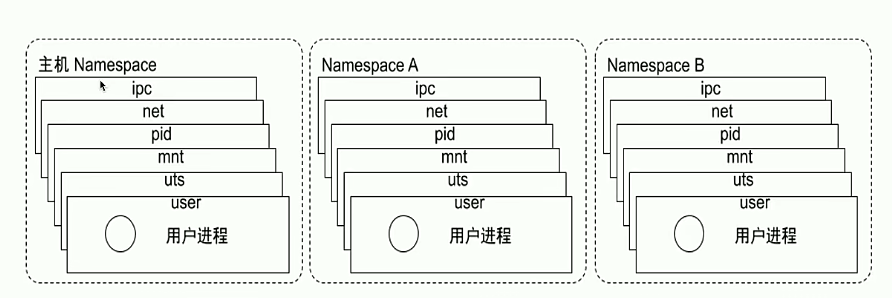 主机 Namespace
ipc
net
pid
mnt
uts
user
用户进程
Namespace A
ipc
net
pid
mnt
uts
user
用户进程
Namespace B
ipc
net
pid
mnt
uts
user
用户进程